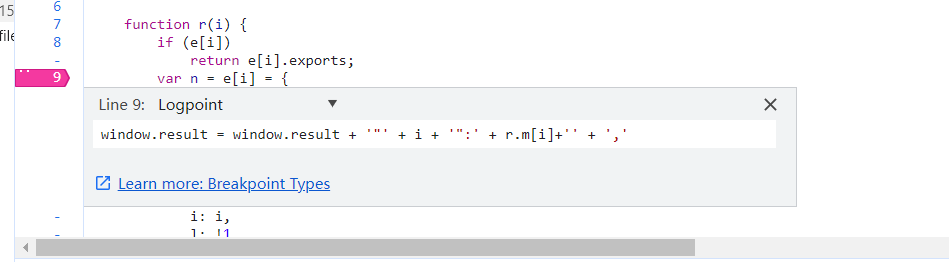 15
file
6
7 function r(i) {
8 if (e[i])
- return e[i].exports;
9 var n = e[i] = {
Line 9: Logpoint
window.result = window.result + '"' + i + '":' + r.m[i]+'' + ','
Learn more: Breakpoint Types
- i: i,
- l: !1